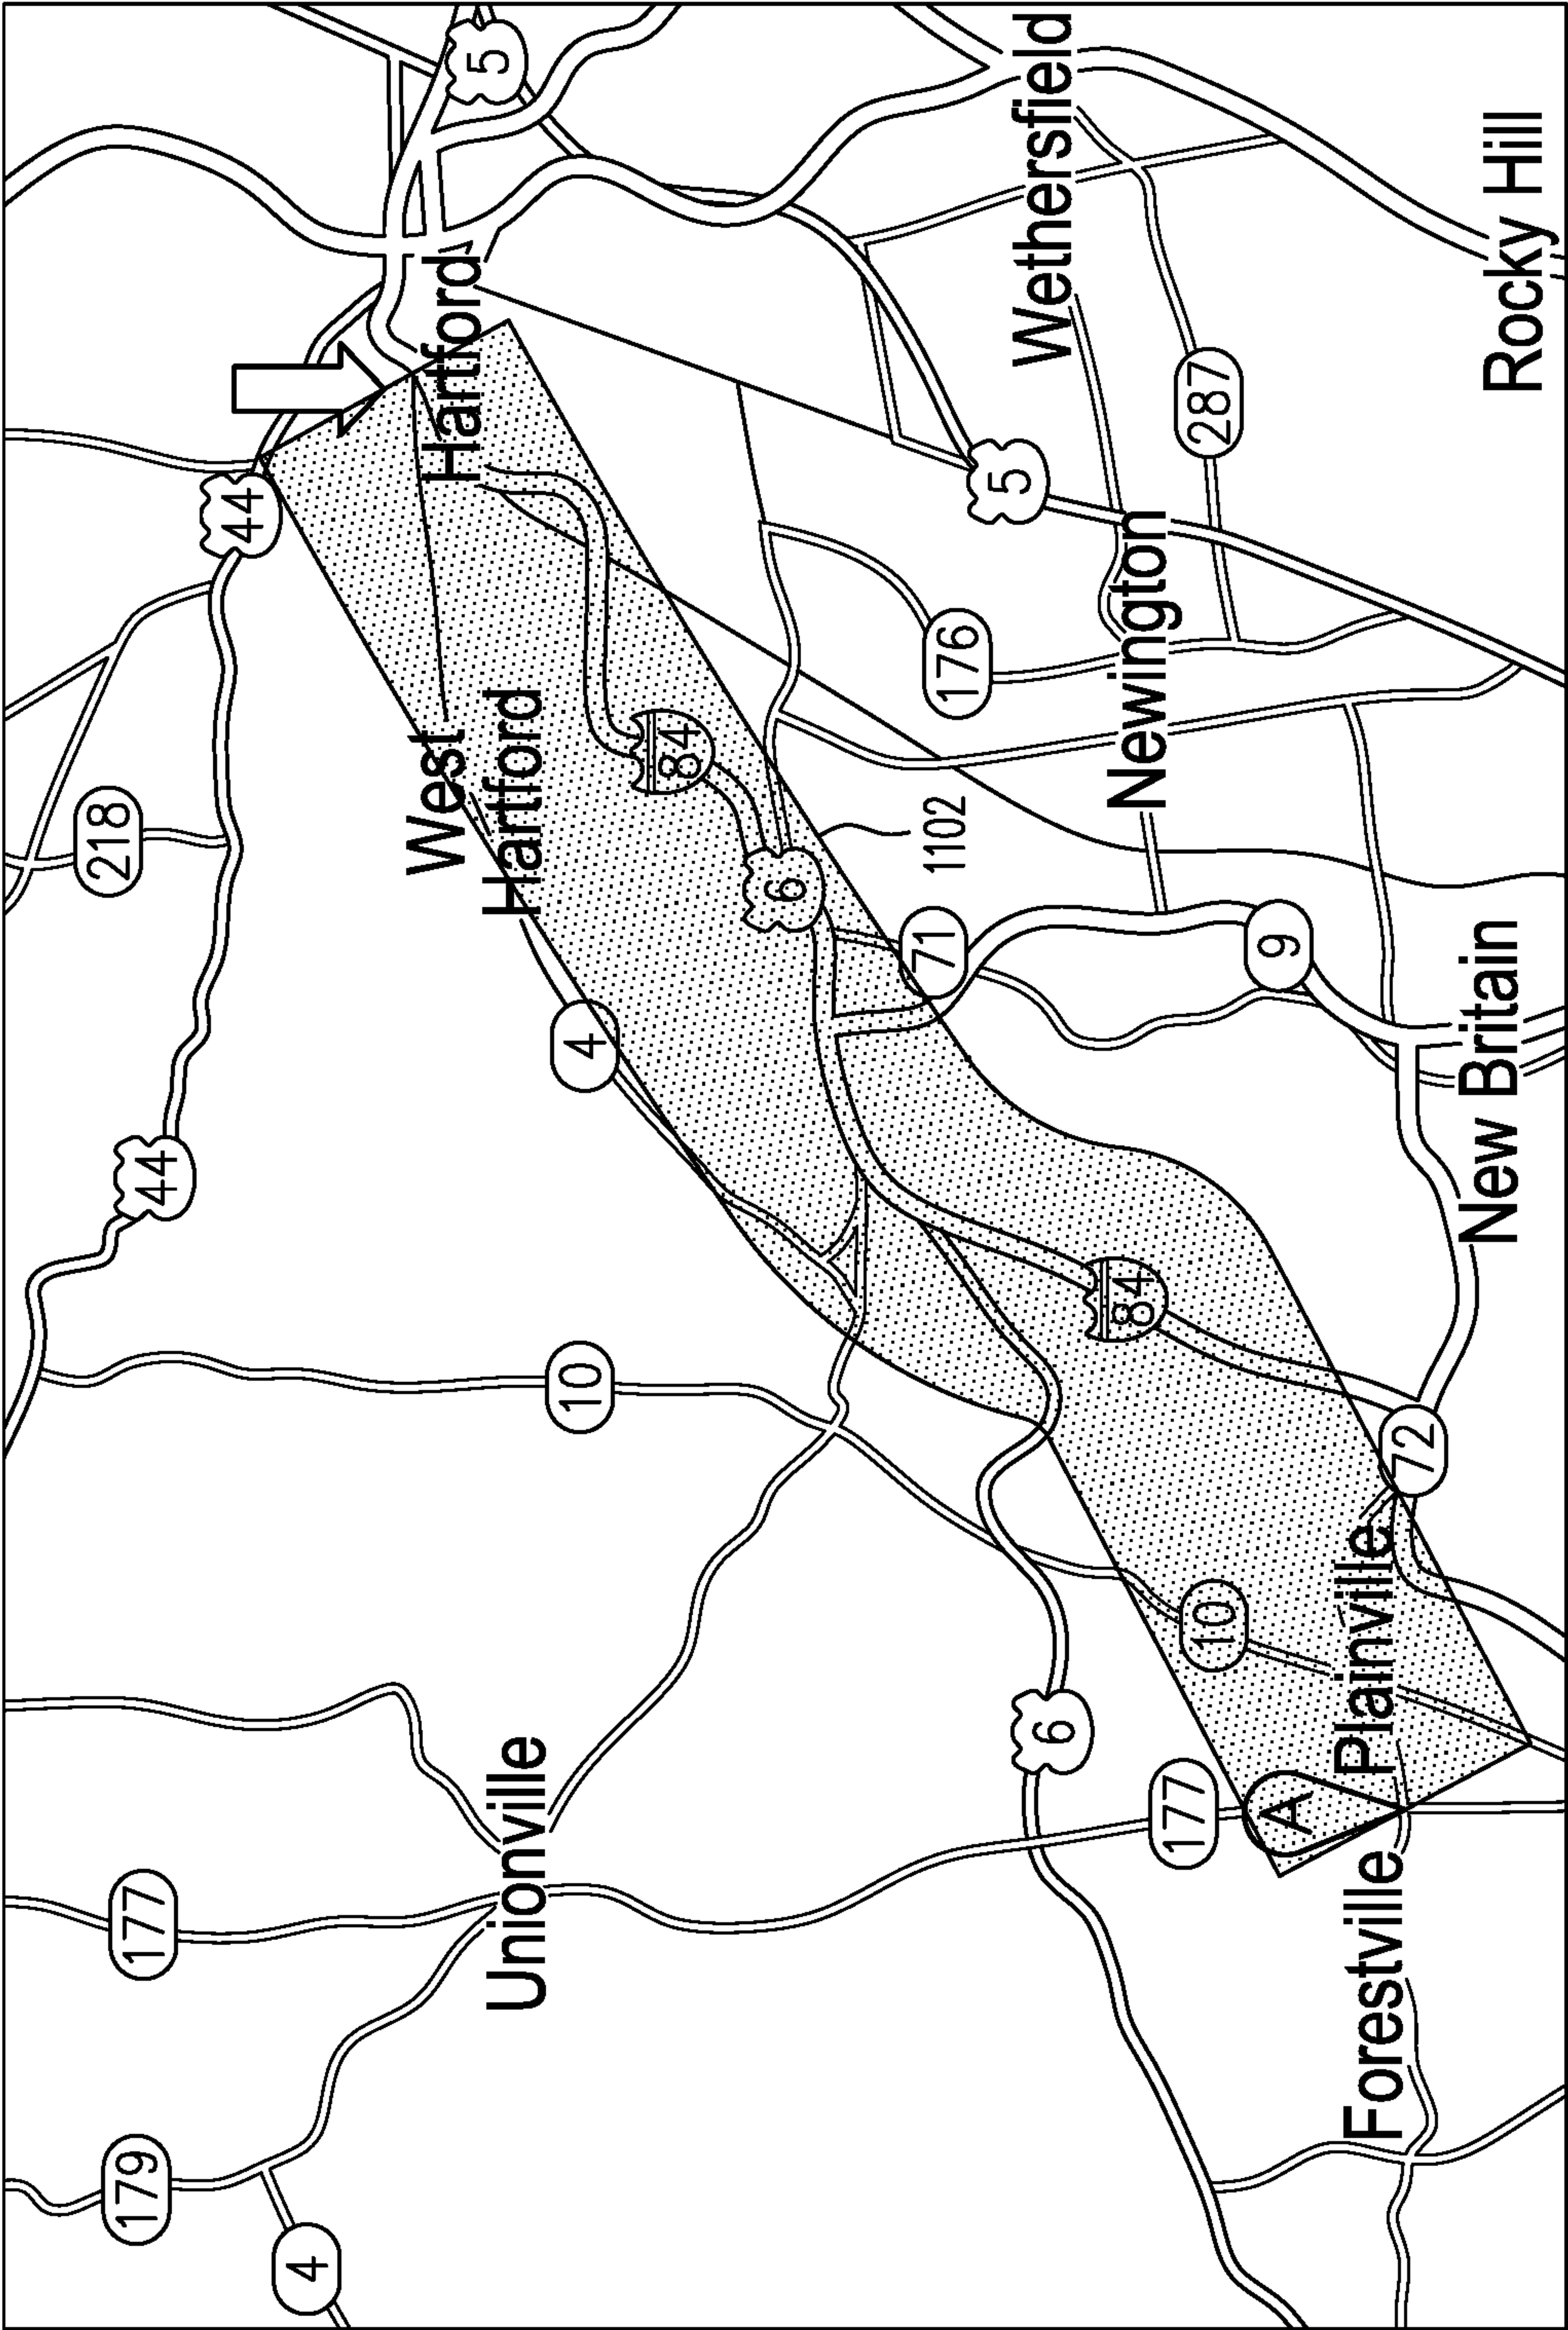 179
177
44
218
44
4
West
Hartford
Hartford
5
Unionville
10
4
84
6
71
1102
176
5
6
Wethersfield
84
Newington
177
10
287
A
9
Forestville
Plainville
72
New Britain
Rocky Hill